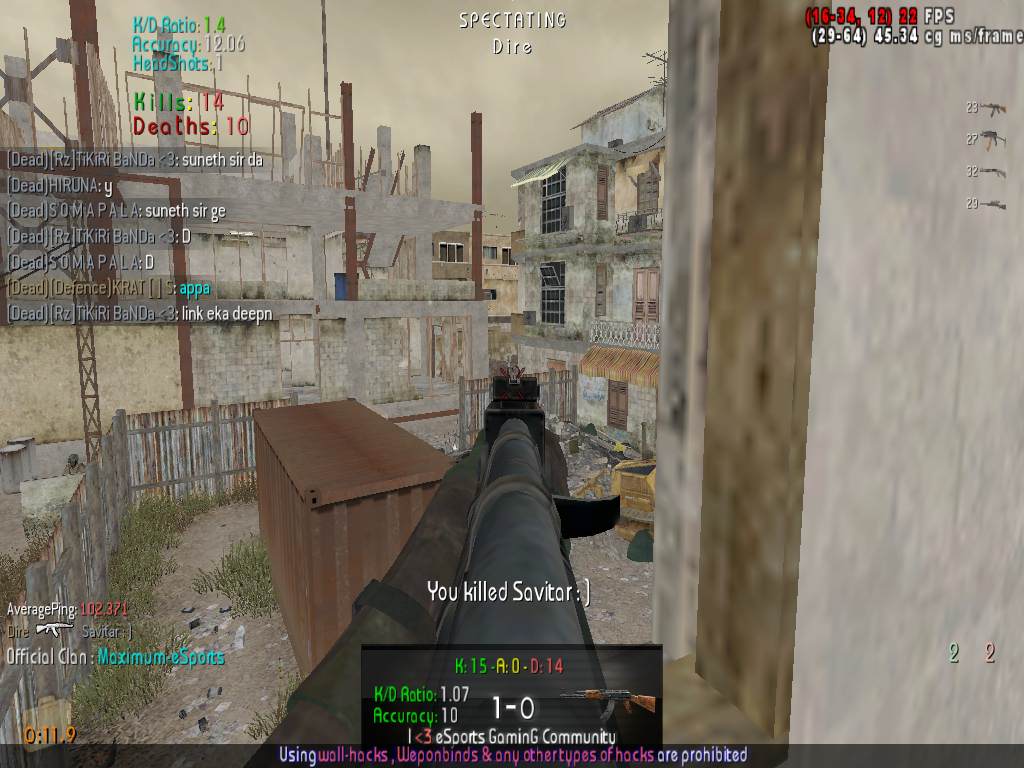 K/D Ratio: 1.4
Accuracy: 12.06
HeadShots: 1
Kills: 14
Deaths: 10
SPECTATING
Dire
(16-34, 12) 22 FPS
(29-64) 45.34 cg ms/frame
23
27
32
29
(Dead)[Rz]TiKiRi BaNDa <3: suneth sir da
(Dead)HIRUNA: y
(Dead)S O M A P A L A: suneth sir ge
(Dead)[Rz]TiKiRi BaNDa <3: D
(Dead)S O M A P A L A: D
(Dead)[Defence]KRAT[.] S: appa
(Dead)[Rz]TiKiRi BaNDa <3: link eka deepn
You killed Savitar : )
AveragePing: 102.371
Dire Savitar : )
Official Clan : Maximum-eSports
2 2
K: 15 - A: 0 - D: 14
K/D Ratio: 1.07
Accuracy: 10
1-0
I <3 eSports GaminG Community
0:11.9
Using wall-hacks , Weponbinds & any other types of hacks are prohibited